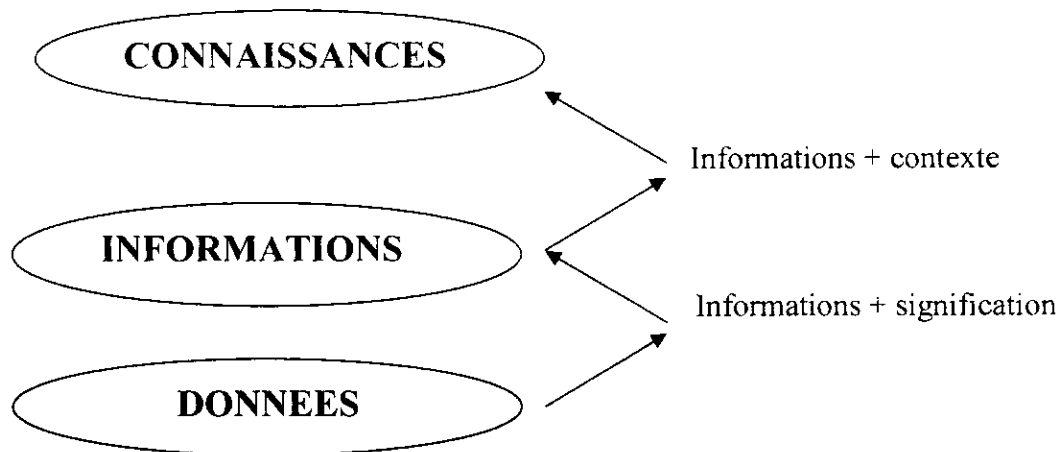 CONNAISSANCES
Informations + contexte
INFORMATIONS
Informations + signification
DONNEES